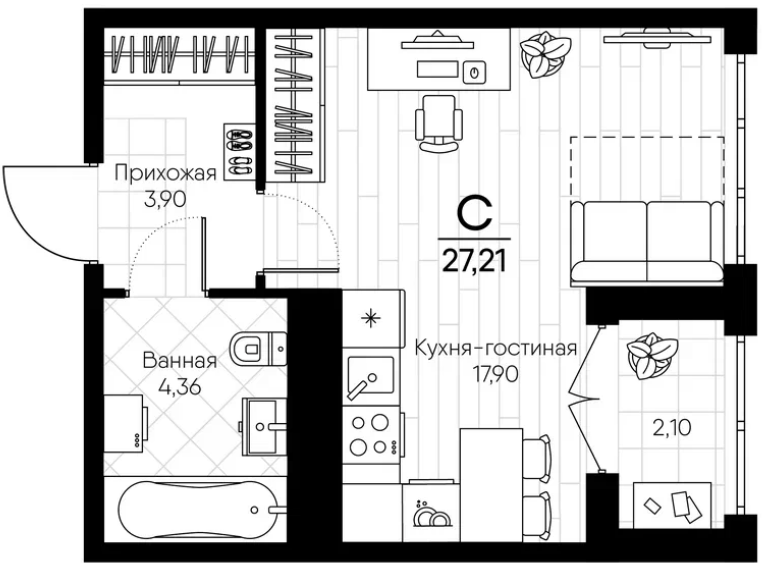 Прихожая
3,90
С
27,21
Ванная
4,36
Кухня-гостиная
17,90
2,10